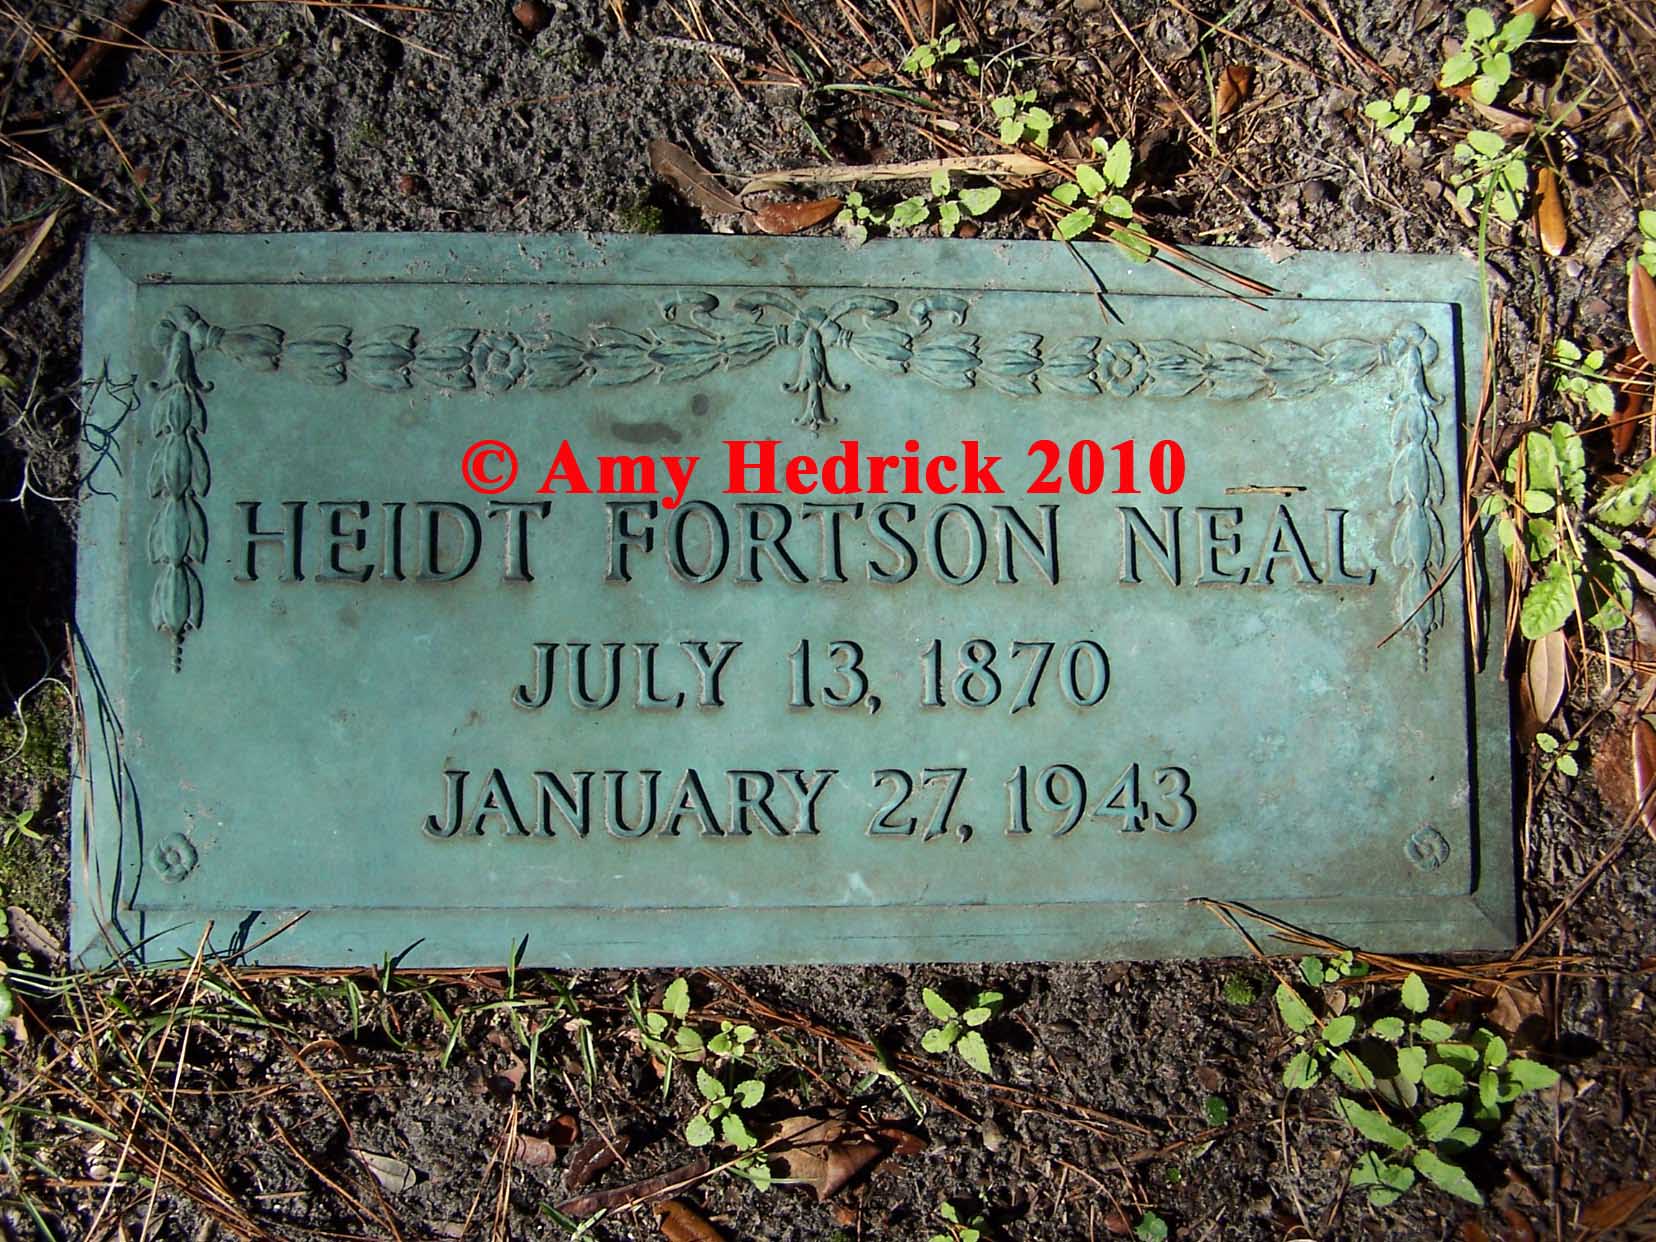 © Amy Hedrick 2010
HEIDT FORTSON NEAL
JULY 13, 1870
JANUARY 27, 1943